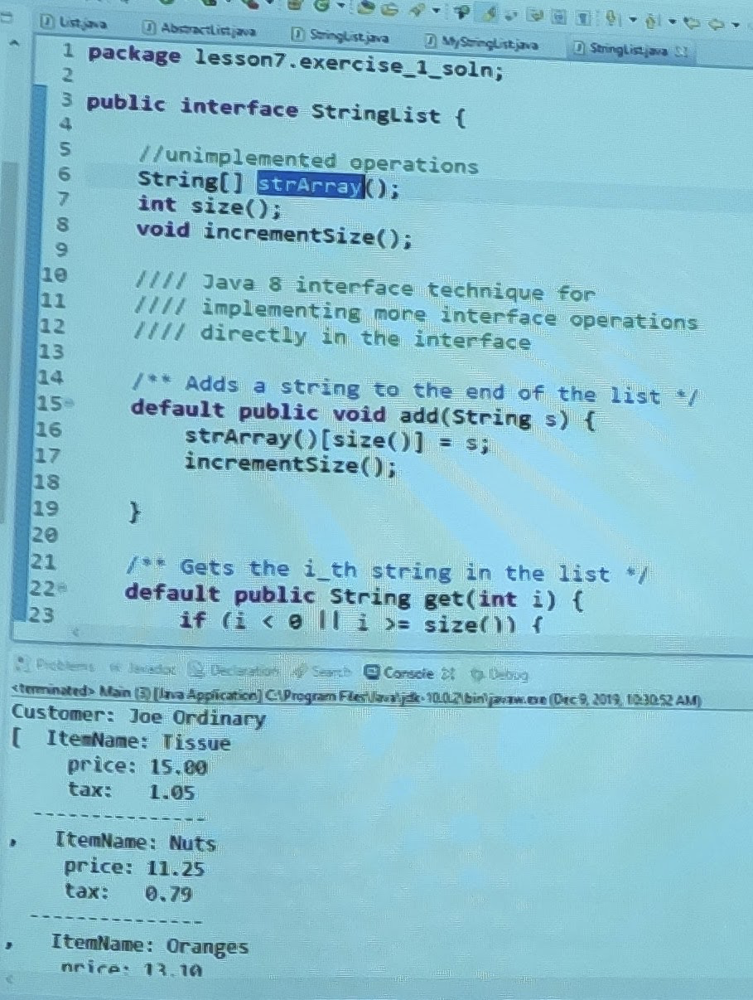 List.java AbstractList.java StringList.java MyStringList.java StringList.java
1 package lesson7.exercise_1_soln;
2
3 public interface StringList {
4
5 //unimplemented operations
6 String[] strArray();
7 int size();
8 void incrementSize();
9
10 //// Java 8 interface technique for
11 //// implementing more interface operations
12 //// directly in the interface
13
14 /** Adds a string to the end of the list */
15 default public void add(String s) {
16 strArray()[size()] = s;
17 incrementSize();
18
19 }
20
21 /** Gets the i_th string in the list */
22 default public String get(int i) {
23 if (i < 0 || i >= size()) {
Problems Javadoc Declaration Search Console Debug
<terminated> Main (3) [Java Application] C:\Program Files\Java\jdk-10.0.2\bin\javaw.exe (Dec 9, 2019, 10:30:52 AM)
Customer: Joe Ordinary
[ ItemName: Tissue
price: 15.00
tax: 1.05
---------------
, ItemName: Nuts
price: 11.25
tax: 0.79
---------------
, ItemName: Oranges
price: 13.10